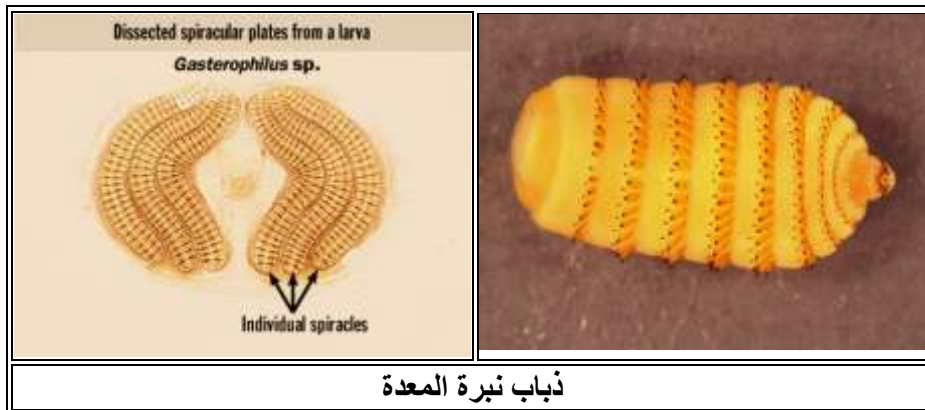 Dissected spiracular plates from a larva
Gasterophilus sp.
Individual spiracles
ذباب نبرة المعدة